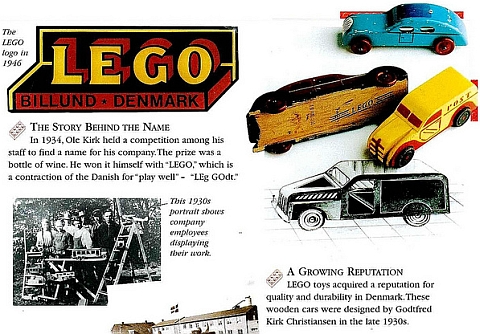 The
LEGO
logo in
1946
LEGO
BILLUND ★ DENMARK
POST
THE STORY BEHIND THE NAME
In 1934, Ole Kirk held a competition among his
staff to find a name for his company. The prize was a
bottle of wine. He won it himself with "LEGO," which is
a contraction of the Danish for "play well" – "LEg GOdt."
This 1930s
portrait shows
company
employees
displaying
their work.
A GROWING REPUTATION
LEGO toys acquired a reputation for
quality and durability in Denmark. These
wooden cars were designed by Godtfred
Kirk Christiansen in the late 1930s.